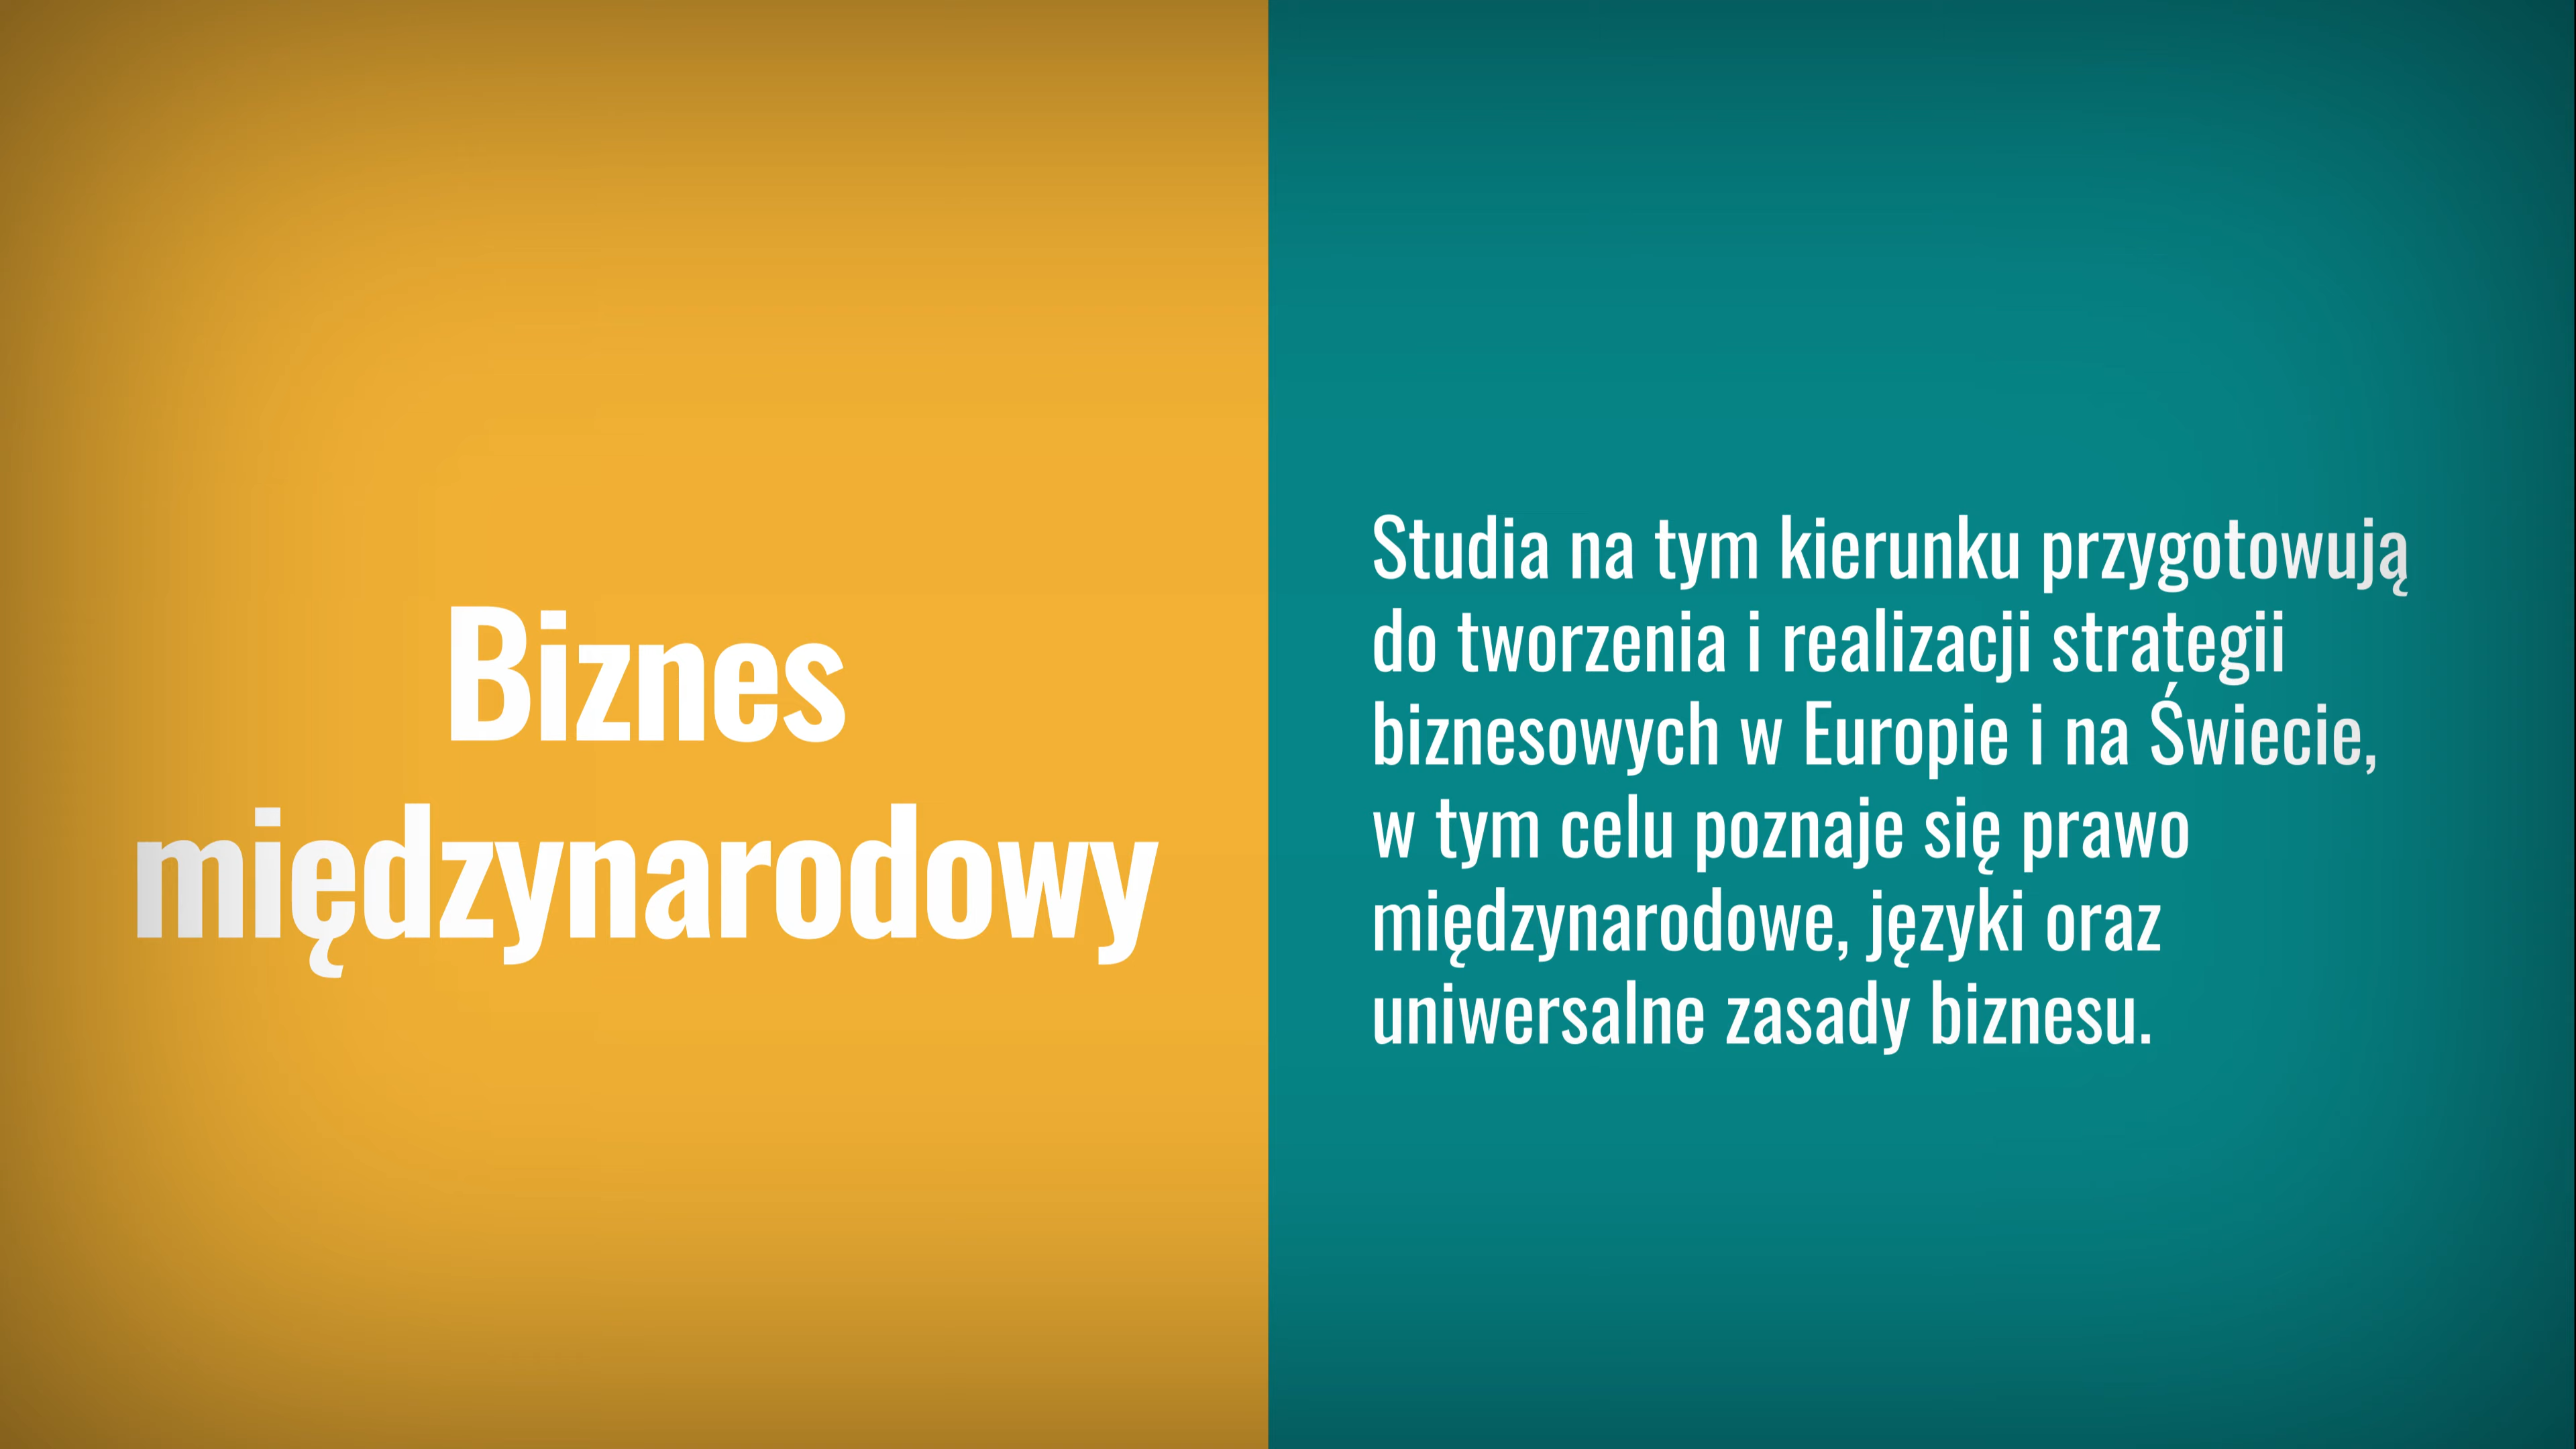 Biznes
międzynarodowy
Studia na tym kierunku przygotowują
do tworzenia i realizacji strategii
biznesowych w Europie i na Świecie,
w tym celu poznaje się prawo
międzynarodowe, języki oraz
uniwersalne zasady biznesu.